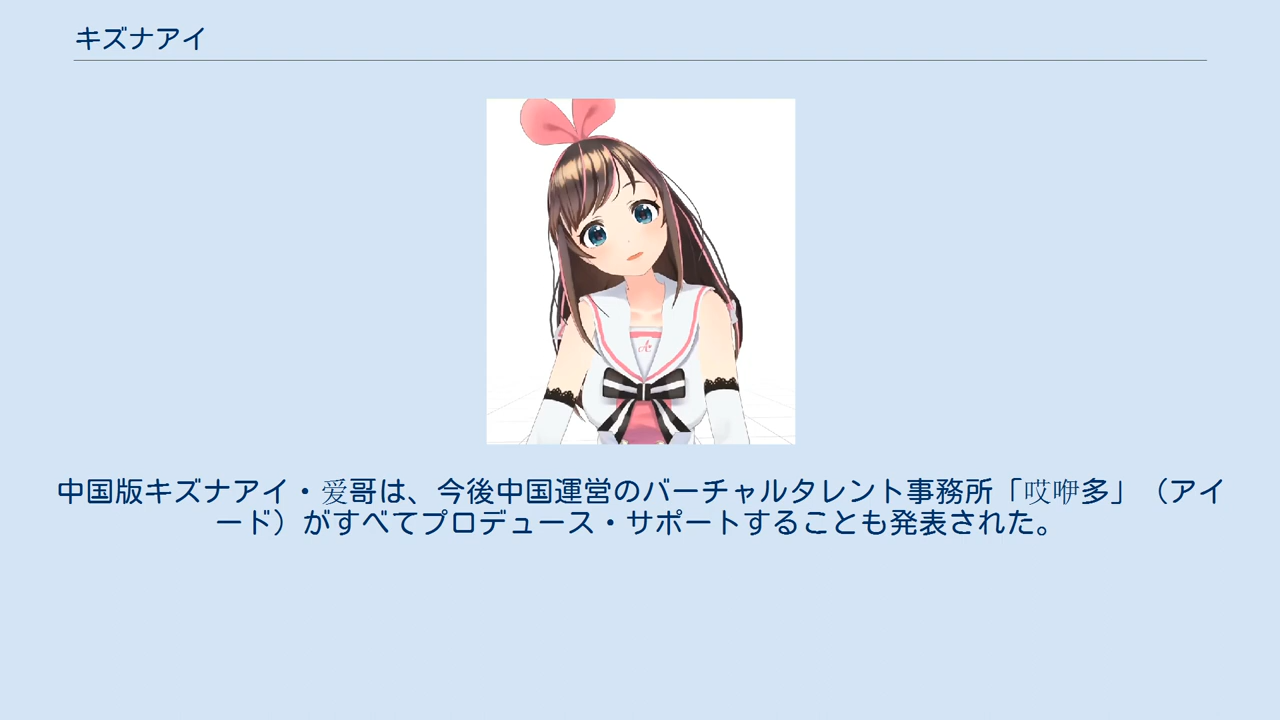 キズナアイ
中国版キズナアイ・爱哥は、今後中国運営のバーチャルタレント事務所「哎咿多」（アイ
ード）がすべてプロデュース・サポートすることも発表された。